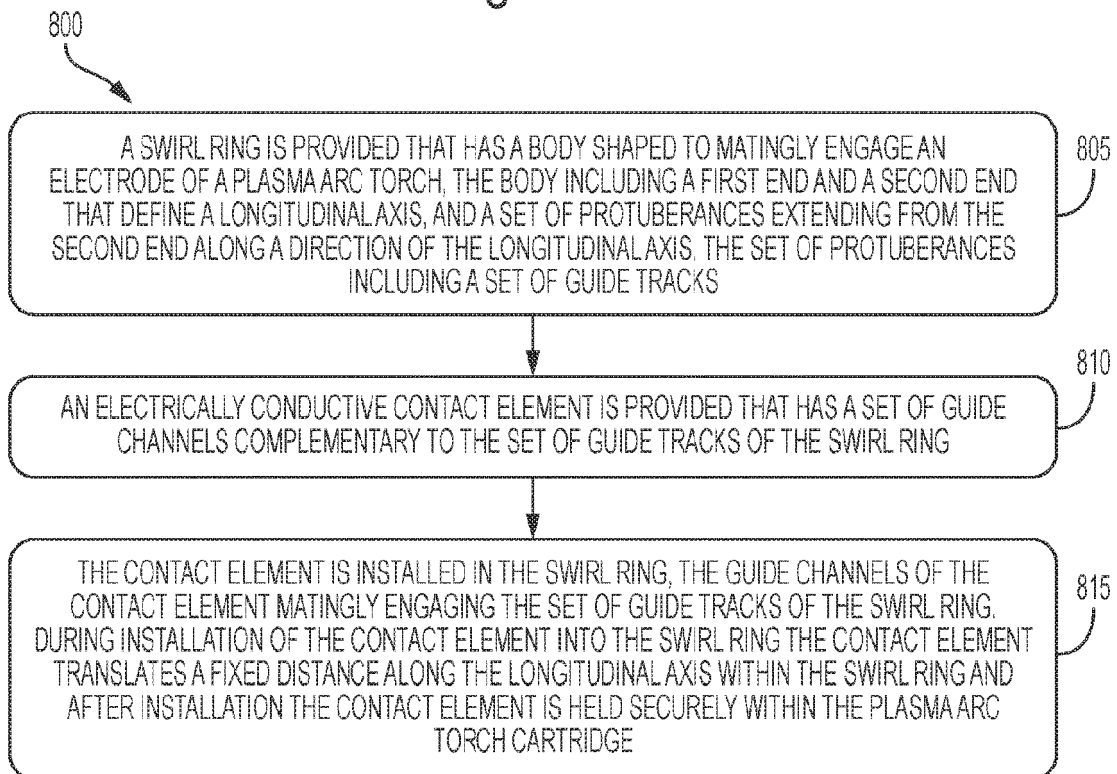 800
A SWIRL RING IS PROVIDED THAT HAS A BODY SHAPED TO MATINGLY ENGAGE AN
ELECTRODE OF A PLASMA ARC TORCH, THE BODY INCLUDING A FIRST END AND A SECOND END
THAT DEFINE A LONGITUDINAL AXIS, AND A SET OF PROTUBERANCES EXTENDING FROM THE
SECOND END ALONG A DIRECTION OF THE LONGITUDINAL AXIS, THE SET OF PROTUBERANCES
INCLUDING A SET OF GUIDE TRACKS
805
AN ELECTRICALLY CONDUCTIVE CONTACT ELEMENT IS PROVIDED THAT HAS A SET OF GUIDE
CHANNELS COMPLEMENTARY TO THE SET OF GUIDE TRACKS OF THE SWIRL RING
810
THE CONTACT ELEMENT IS INSTALLED IN THE SWIRL RING, THE GUIDE CHANNELS OF THE
CONTACT ELEMENT MATINGLY ENGAGING THE SET OF GUIDE TRACKS OF THE SWIRL RING.
DURING INSTALLATION OF THE CONTACT ELEMENT INTO THE SWIRL RING THE CONTACT ELEMENT
TRANSLATES A FIXED DISTANCE ALONG THE LONGITUDINAL AXIS WITHIN THE SWIRL RING AND
AFTER INSTALLATION THE CONTACT ELEMENT IS HELD SECURELY WITHIN THE PLASMA ARC
TORCH CARTRIDGE
815